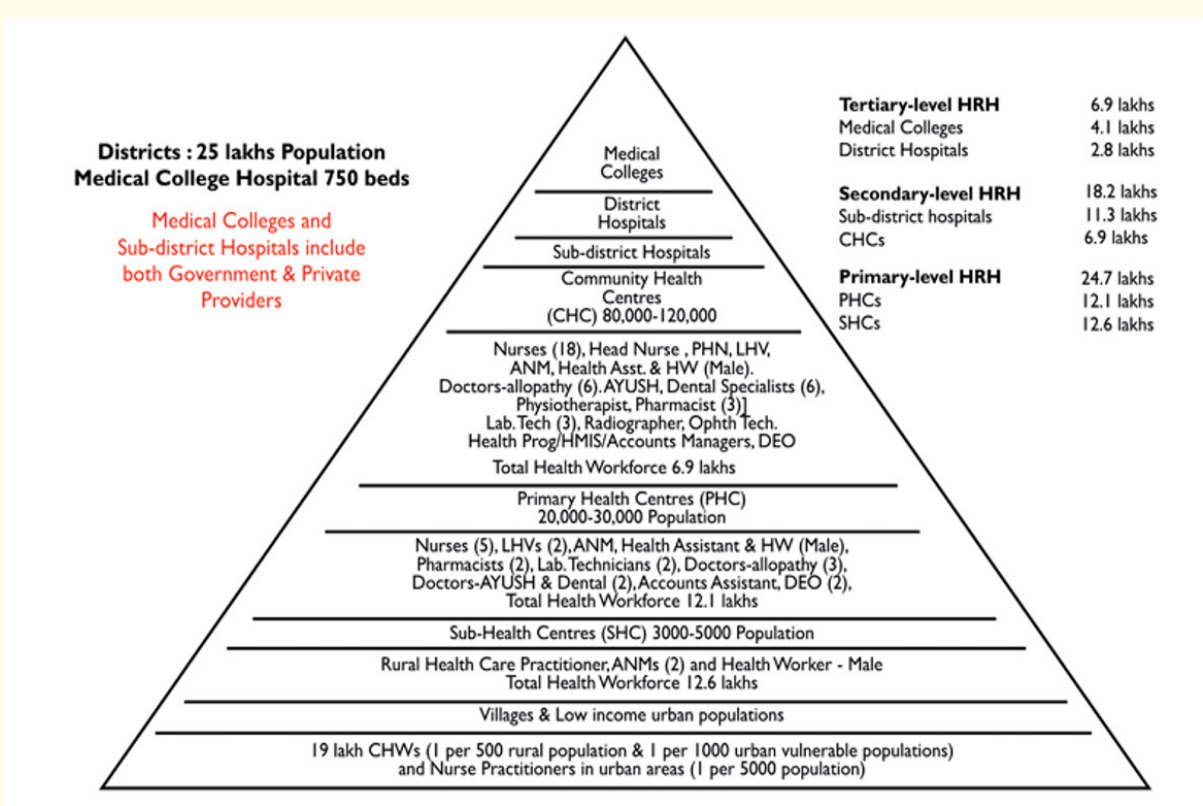 Districts : 25 lakhs Population
Medical College Hospital 750 beds
Medical Colleges and
Sub-district Hospitals include
both Government & Private
Providers
Medical
Colleges
District
Hospitals
Sub-district Hospitals
Community Health
Centres
(CHC) 80,000-120,000
Nurses (18), Head Nurse , PHN, LHV,
ANM, Health Asst. & HW (Male).
Doctors-allopathy (6). AYUSH, Dental Specialists (6),
Physiotherapist, Pharmacist (3)]
Lab. Tech (3), Radiographer, Ophth Tech.
Health Prog/HMIS/Accounts Managers, DEO
Total Health Workforce 6.9 lakhs
Primary Health Centres (PHC)
20,000-30,000 Population
Nurses (5), LHVs (2), ANM, Health Assistant & HW (Male),
Pharmacists (2), Lab. Technicians (2), Doctors-allopathy (3),
Doctors-AYUSH & Dental (2), Accounts Assistant, DEO (2),
Total Health Workforce 12.1 lakhs
Sub-Health Centres (SHC) 3000-5000 Population
Rural Health Care Practitioner, ANMs (2) and Health Worker - Male
Total Health Workforce 12.6 lakhs
Villages & Low income urban populations
19 lakh CHWs (1 per 500 rural population & 1 per 1000 urban vulnerable populations)
and Nurse Practitioners in urban areas (1 per 5000 population)
Tertiary-level HRH 6.9 lakhs
Medical Colleges 4.1 lakhs
District Hospitals 2.8 lakhs
Secondary-level HRH 18.2 lakhs
Sub-district hospitals 11.3 lakhs
CHCs 6.9 lakhs
Primary-level HRH 24.7 lakhs
PHCs 12.1 lakhs
SHCs 12.6 lakhs